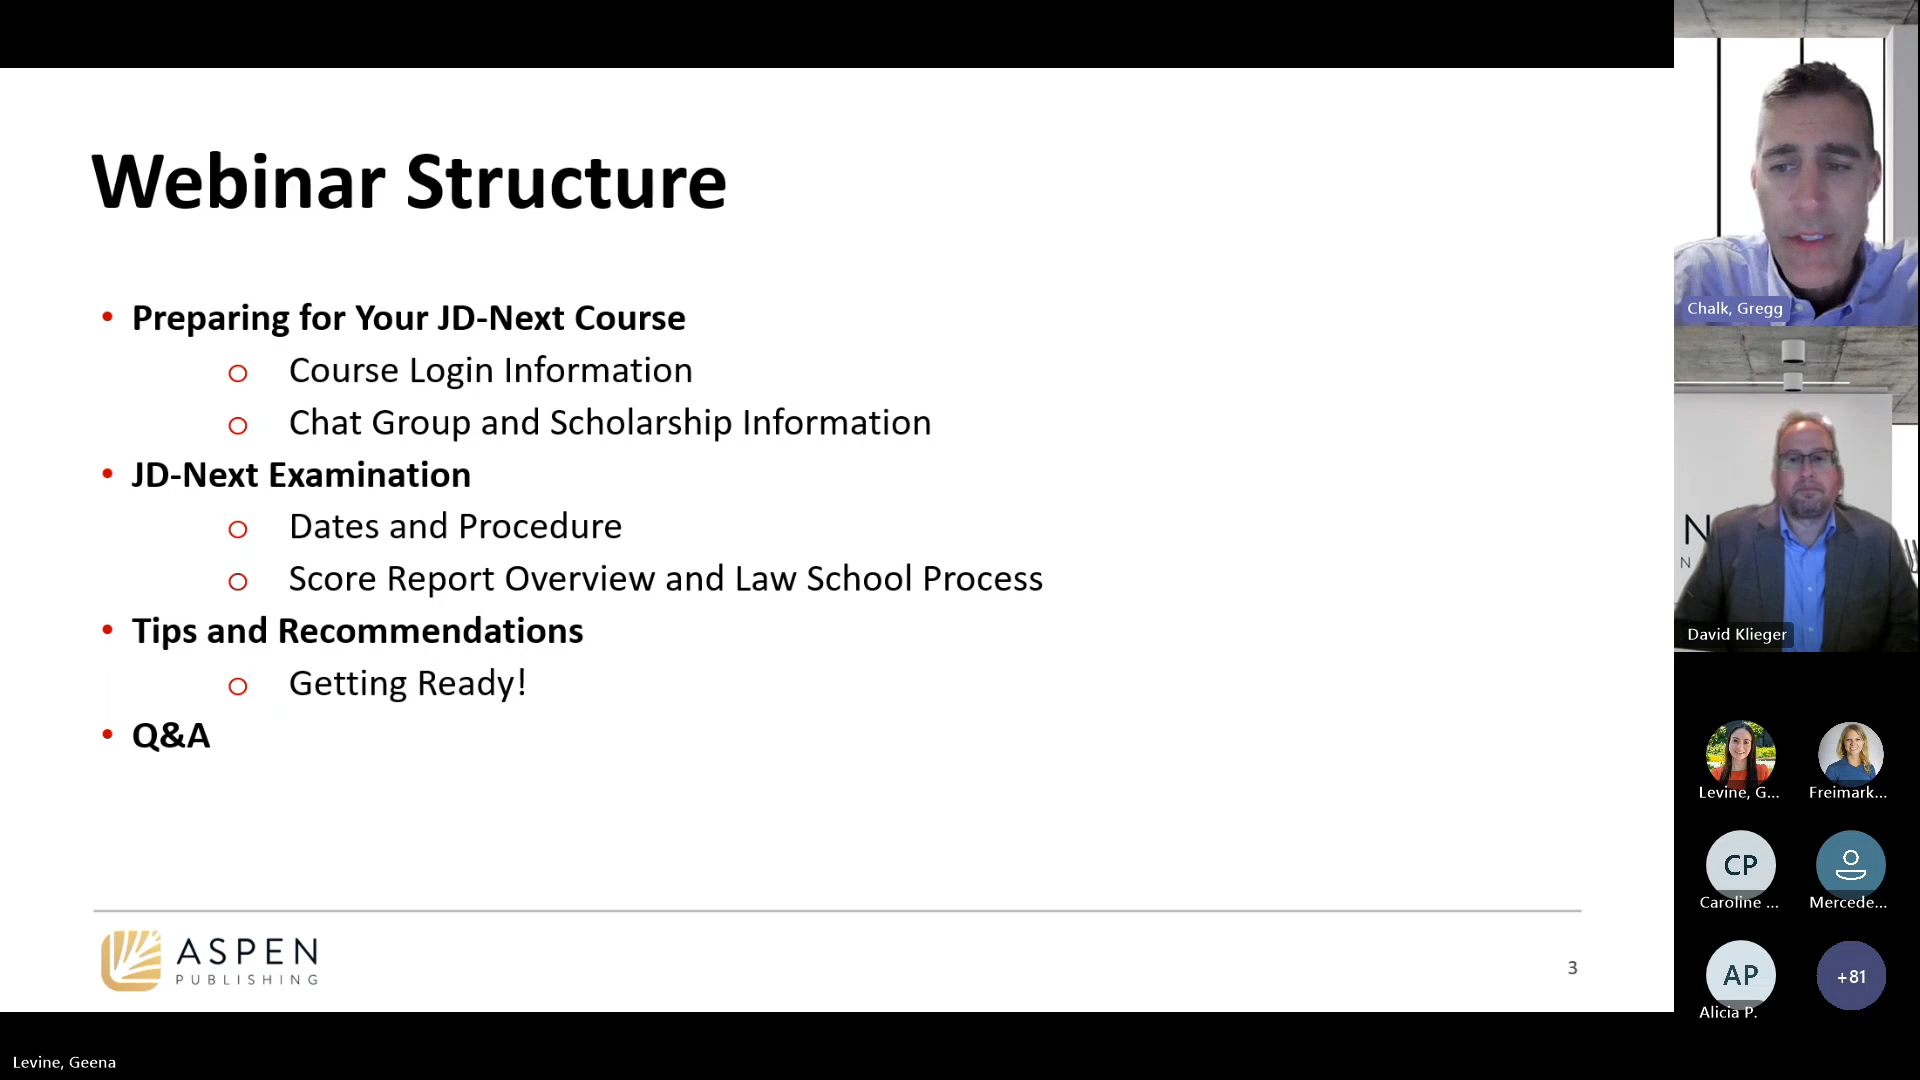 Webinar Structure
• Preparing for Your JD-Next Course
o Course Login Information
o Chat Group and Scholarship Information
• JD-Next Examination
o Dates and Procedure
o Score Report Overview and Law School Process
• Tips and Recommendations
o Getting Ready!
• Q&A
ASPEN
PUBLISHING
3
Chalk, Gregg
N
N
David Klieger
Levine, G...
Freimark...
CP
Caroline ...
Mercede...
AP
Alicia P.
+81
Levine, Geena